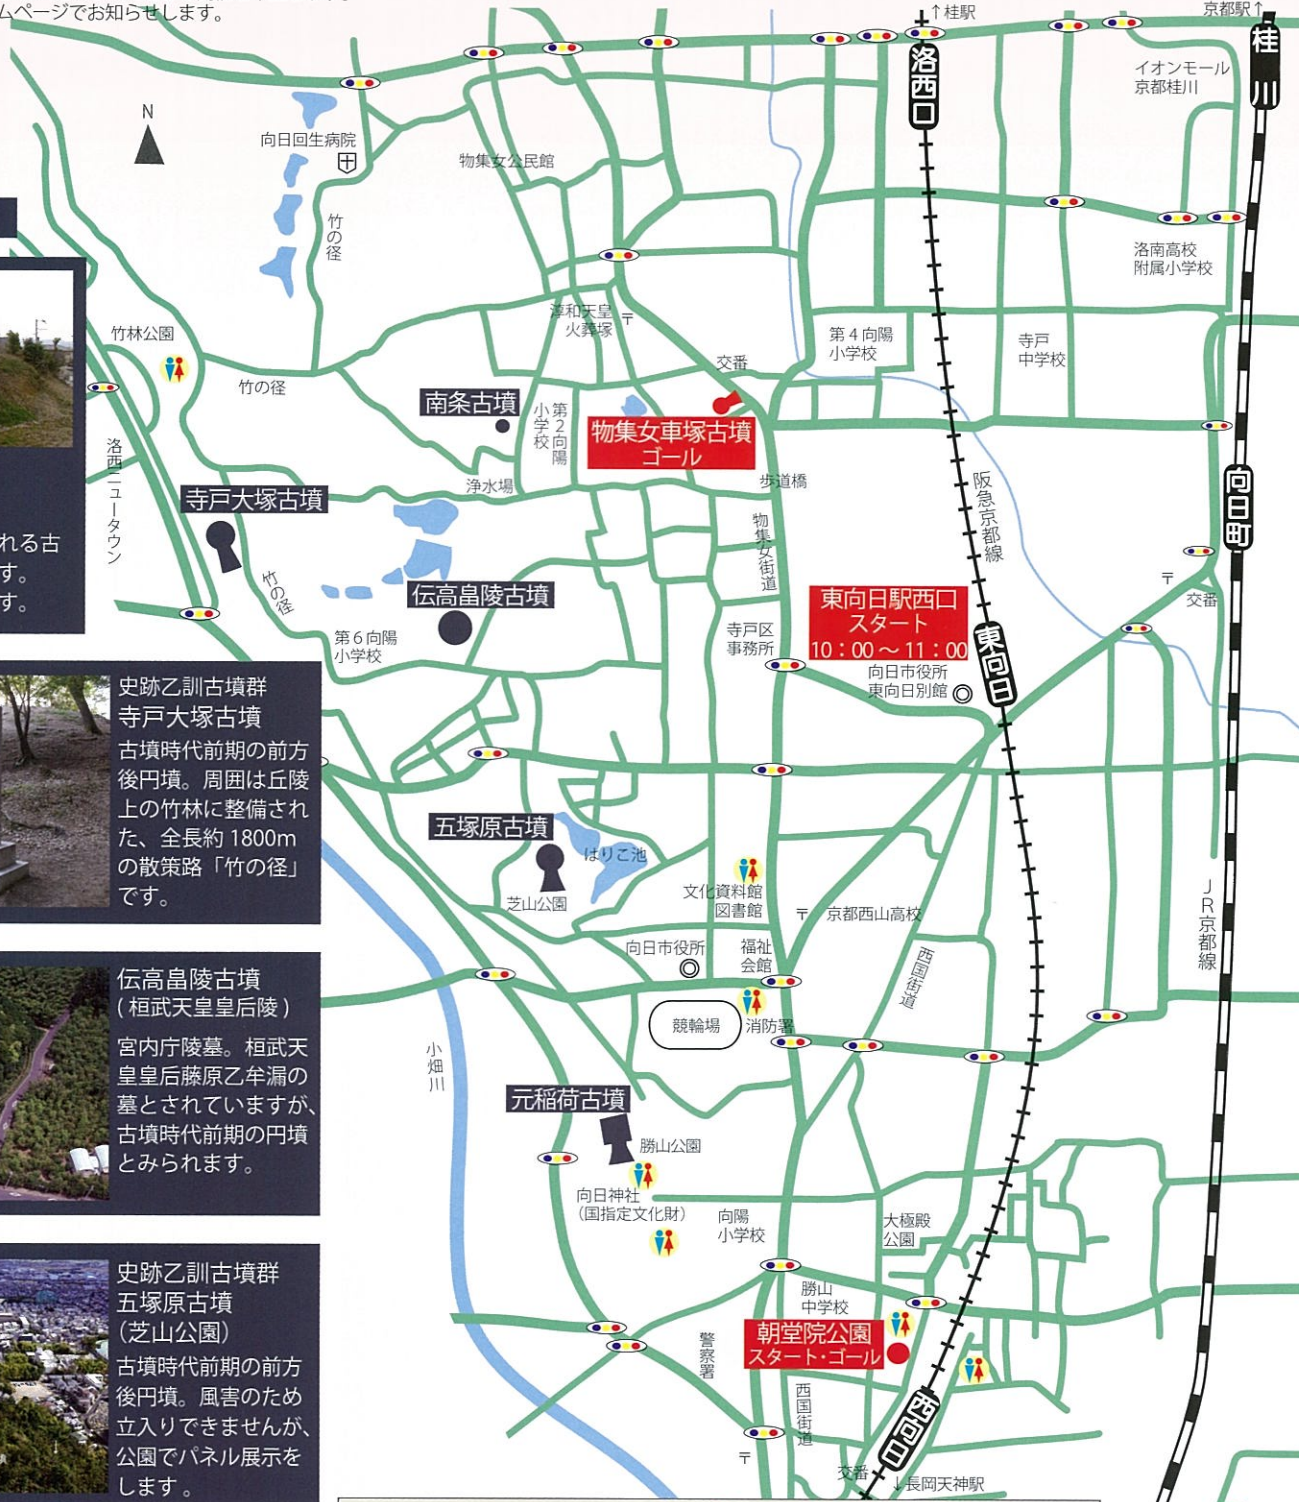 ムページでお知らせします。
↑桂駅
京都駅↑
桂川
洛西口
イオンモール
京都桂川
N
向日回生病院
物集女公民館
竹の径
洛南高校
附属小学校
竹林公園
淳和天皇
火葬塚
〒
第４向陽
小学校
寺戸
中学校
交番
竹の径
南条古墳
第２向陽
小学校
物集女車塚古墳
ゴール
洛西ニュータウン
浄水場
歩道橋
阪急京都線
向日町
寺戸大塚古墳
物集女街道
れる古
す。
す。
竹の径
伝高畠陵古墳
東向日駅西口
スタート
10：00～11：00
〒
交番
第６向陽
小学校
寺戸区
事務所
東向日
向日市役所
東向日別館
史跡乙訓古墳群
寺戸大塚古墳
古墳時代前期の前方
後円墳。周囲は丘陵
上の竹林に整備され
た、全長約 1800m
の散策路「竹の径」
です。
五塚原古墳
はりこ池
芝山公園
文化資料館
図書館
〒
京都西山高校
JR京都線
向日市役所
福祉
会館
西国街道
競輪場
消防署
伝高畠陵古墳
( 桓武天皇皇后陵 )
宮内庁陵墓。桓武天
皇皇后藤原乙牟漏の
墓とされていますが、
古墳時代前期の円墳
とみられます。
小畑川
元稲荷古墳
勝山公園
向日神社
（国指定文化財）
向陽
小学校
大極殿
公園
史跡乙訓古墳群
五塚原古墳
（芝山公園）
古墳時代前期の前方
後円墳。風害のため
立入りできませんが、
公園でパネル展示を
します。
勝山
中学校
警察署
朝堂院公園
スタート・ゴール
西国街道
西向日
〒
交番
↓長岡天神駅